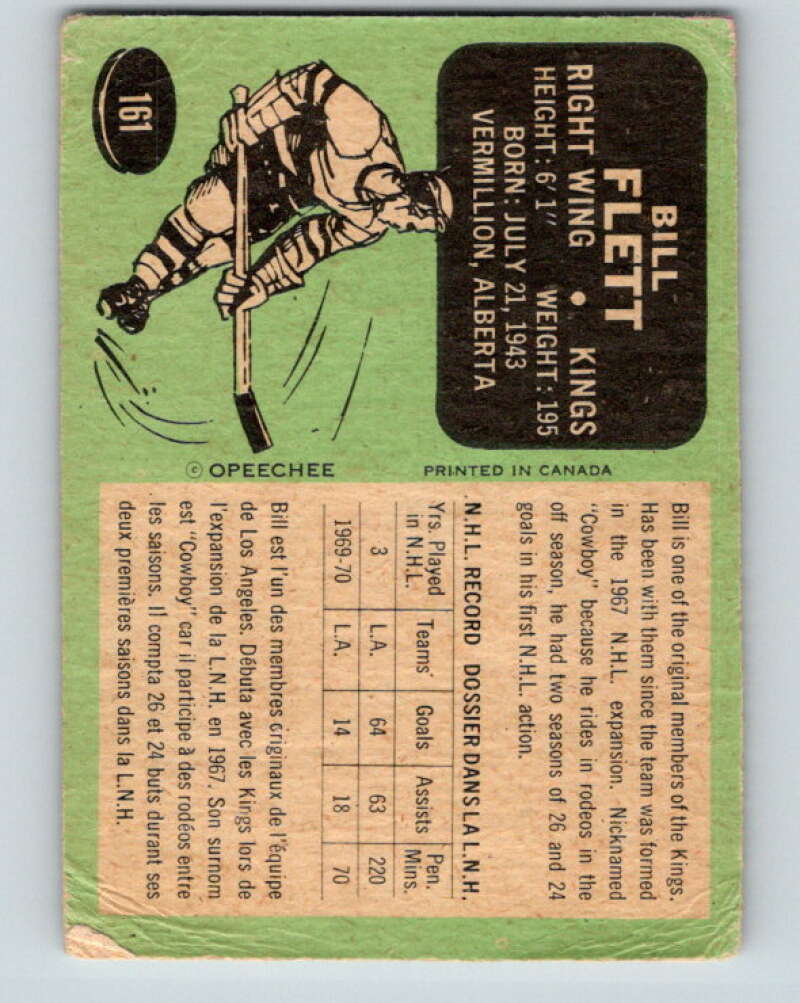 161
BILL
FLETT
RIGHT WING • KINGS
HEIGHT: 6'1" WEIGHT: 195
BORN: JULY 21, 1943
VERMILLION, ALBERTA
© OPEECHEE
PRINTED IN CANADA
Bill is one of the original members of the Kings.
Has been with them since the team was formed
in the 1967 N.H.L. expansion. Nicknamed
"Cowboy" because he rides in rodeos in the
off season, he had two seasons of 26 and 24
goals in his first N.H.L. action.
N.H.L. RECORD DOSSIER DANS LA L.N.H.
Yrs. Played in N.H.L. Teams' Goals Assists Pen. Mins.
3 L.A. 64 63 220
1969-70 L.A. 14 18 70
Bill est l'un des membres originaux de l'équipe
de Los Angeles. Débuta avec les Kings lors de
l'expansion de la L.N.H. en 1967. Son surnom
est "Cowboy" car il participe à des rodéos entre
les saisons. Il compta 26 et 24 buts durant ses
deux premières saisons dans la L.N.H.